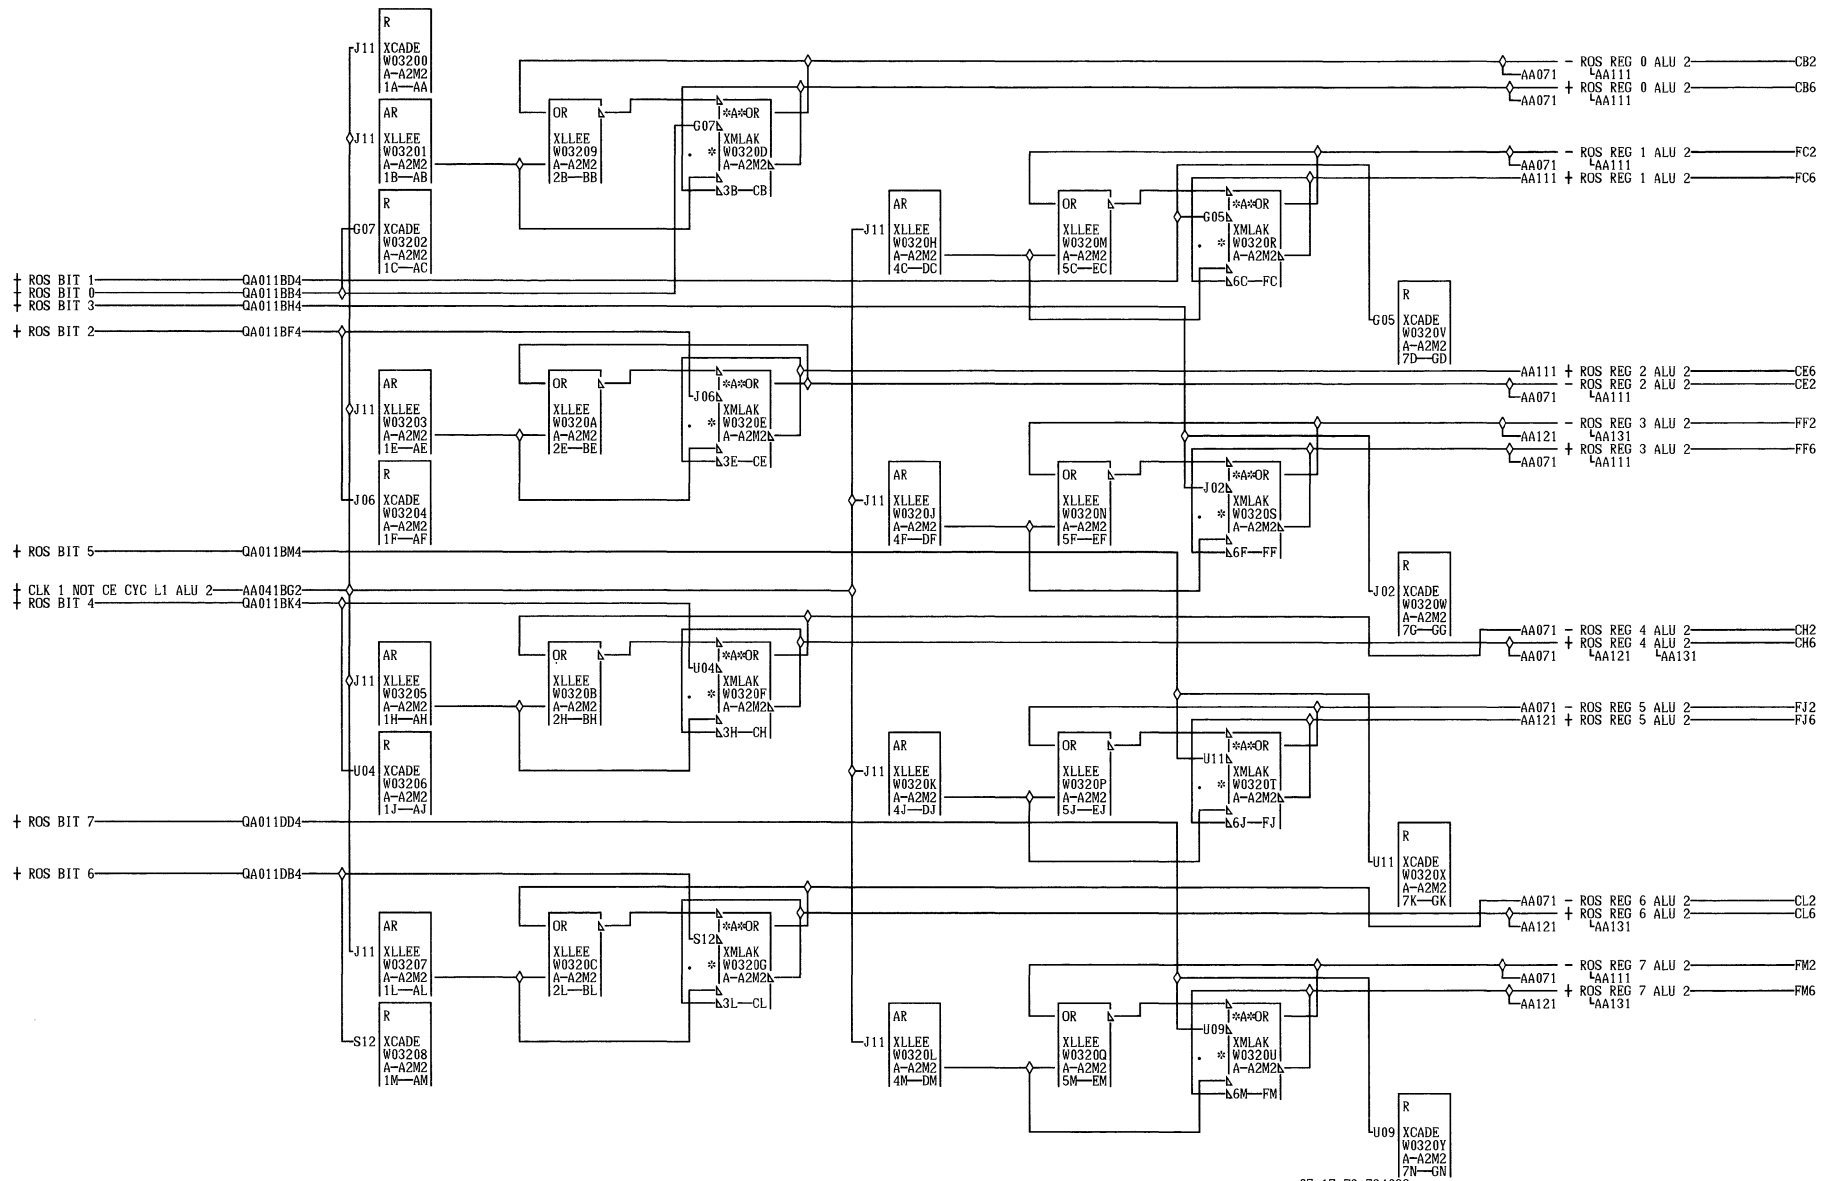 R
J11 XCADE
W03200
A-A2M2
1A—AA
AR
J11 XLLEE
W03201
A-A2M2
1B—AB
R
G07 XCADE
W03202
A-A2M2
1C—AC
OR
XLLEE
W03209
A-A2M2
2B—BB
*A*OR
G07
XMLAK
. * W0320D
A-A2M2
3B—CB
- ROS REG 0 ALU 2 CB2
AA071 AA111
+ ROS REG 0 ALU 2 CB6
AA071 AA111
- ROS REG 1 ALU 2 FC2
AA071 AA111
AA111 + ROS REG 1 ALU 2 FC6
AR
J11 XLLEE
W0320H
A-A2M2
4C—DC
OR
XLLEE
W0320M
A-A2M2
5C—EC
*A*OR
G05
XMLAK
. * W0320R
A-A2M2
6C—FC
+ ROS BIT 1 QA011BD4
+ ROS BIT 0 QA011BB4
+ ROS BIT 3 QA011BH4
+ ROS BIT 2 QA011BF4
R
G05 XCADE
W0320V
A-A2M2
7D—GD
AR
J11 XLLEE
W03203
A-A2M2
1E—AE
R
J06 XCADE
W03204
A-A2M2
1F—AF
OR
XLLEE
W0320A
A-A2M2
2E—BE
*A*OR
J06
XMLAK
. * W0320E
A-A2M2
3E—CE
AA111 + ROS REG 2 ALU 2 CE6
- ROS REG 2 ALU 2 CE2
AA071 AA111
- ROS REG 3 ALU 2 FF2
AA121 AA131
+ ROS REG 3 ALU 2 FF6
AA071 AA111
AR
J11 XLLEE
W0320J
A-A2M2
4F—DF
OR
XLLEE
W0320N
A-A2M2
5F—EF
*A*OR
J02
XMLAK
. * W0320S
A-A2M2
6F—FF
+ ROS BIT 5 QA011BM4
+ CLK 1 NOT CE CYC L1 ALU 2 AA041BG2
+ ROS BIT 4 QA011BK4
R
J02 XCADE
W0320W
A-A2M2
7G—GG
AR
J11 XLLEE
W03205
A-A2M2
1H—AH
R
U04 XCADE
W03206
A-A2M2
1J—AJ
OR
XLLEE
W0320B
A-A2M2
2H—BH
*A*OR
U04
XMLAK
. * W0320F
A-A2M2
3H—CH
AA071 - ROS REG 4 ALU 2 CH2
+ ROS REG 4 ALU 2 CH6
AA071 AA121 AA131
AA071 - ROS REG 5 ALU 2 FJ2
AA121 + ROS REG 5 ALU 2 FJ6
AR
J11 XLLEE
W0320K
A-A2M2
4J—DJ
OR
XLLEE
W0320P
A-A2M2
5J—EJ
*A*OR
U11
XMLAK
. * W0320T
A-A2M2
6J—FJ
+ ROS BIT 7 QA011DD4
+ ROS BIT 6 QA011DB4
R
U11 XCADE
W0320X
A-A2M2
7K—GK
AR
J11 XLLEE
W03207
A-A2M2
1L—AL
R
S12 XCADE
W03208
A-A2M2
1M—AM
OR
XLLEE
W0320C
A-A2M2
2L—BL
*A*OR
S12
XMLAK
. * W0320G
A-A2M2
3L—CL
AA071 - ROS REG 6 ALU 2 CL2
+ ROS REG 6 ALU 2 CL6
AA121 AA131
- ROS REG 7 ALU 2 FM2
AA071 AA111
+ ROS REG 7 ALU 2 FM6
AA121 AA131
AR
J11 XLLEE
W0320L
A-A2M2
4M—DM
OR
XLLEE
W0320Q
A-A2M2
5M—EM
*A*OR
U09
XMLAK
. * W0320U
A-A2M2
6M—FM
R
U09 XCADE
W0320Y
A-A2M2
7N—GN